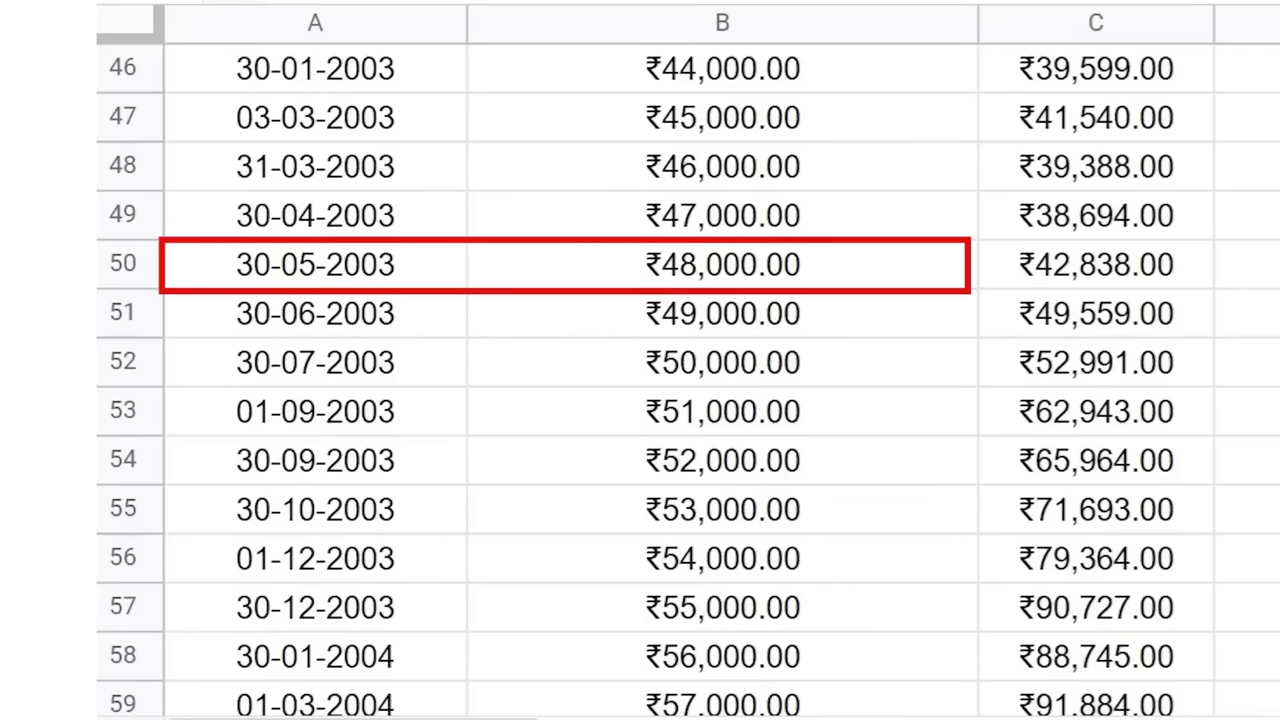 A B C
46 30-01-2003 ₹44,000.00 ₹39,599.00
47 03-03-2003 ₹45,000.00 ₹41,540.00
48 31-03-2003 ₹46,000.00 ₹39,388.00
49 30-04-2003 ₹47,000.00 ₹38,694.00
50 30-05-2003 ₹48,000.00 ₹42,838.00
51 30-06-2003 ₹49,000.00 ₹49,559.00
52 30-07-2003 ₹50,000.00 ₹52,991.00
53 01-09-2003 ₹51,000.00 ₹62,943.00
54 30-09-2003 ₹52,000.00 ₹65,964.00
55 30-10-2003 ₹53,000.00 ₹71,693.00
56 01-12-2003 ₹54,000.00 ₹79,364.00
57 30-12-2003 ₹55,000.00 ₹90,727.00
58 30-01-2004 ₹56,000.00 ₹88,745.00
59 01-03-2004 ₹57,000.00 ₹91,884.00